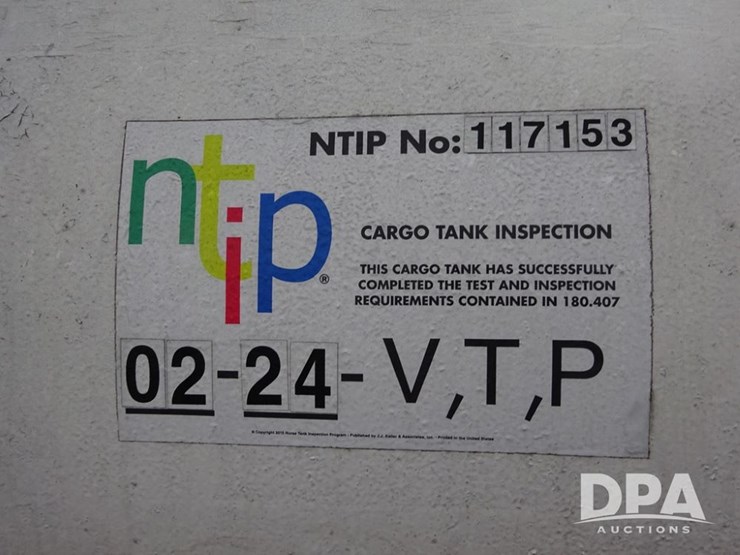 ntip®
NTIP No: 117153
CARGO TANK INSPECTION
THIS CARGO TANK HAS SUCCESSFULLY
COMPLETED THE TEST AND INSPECTION
REQUIREMENTS CONTAINED IN 180.407
02-24-V,T,P
DPA
AUCTIONS